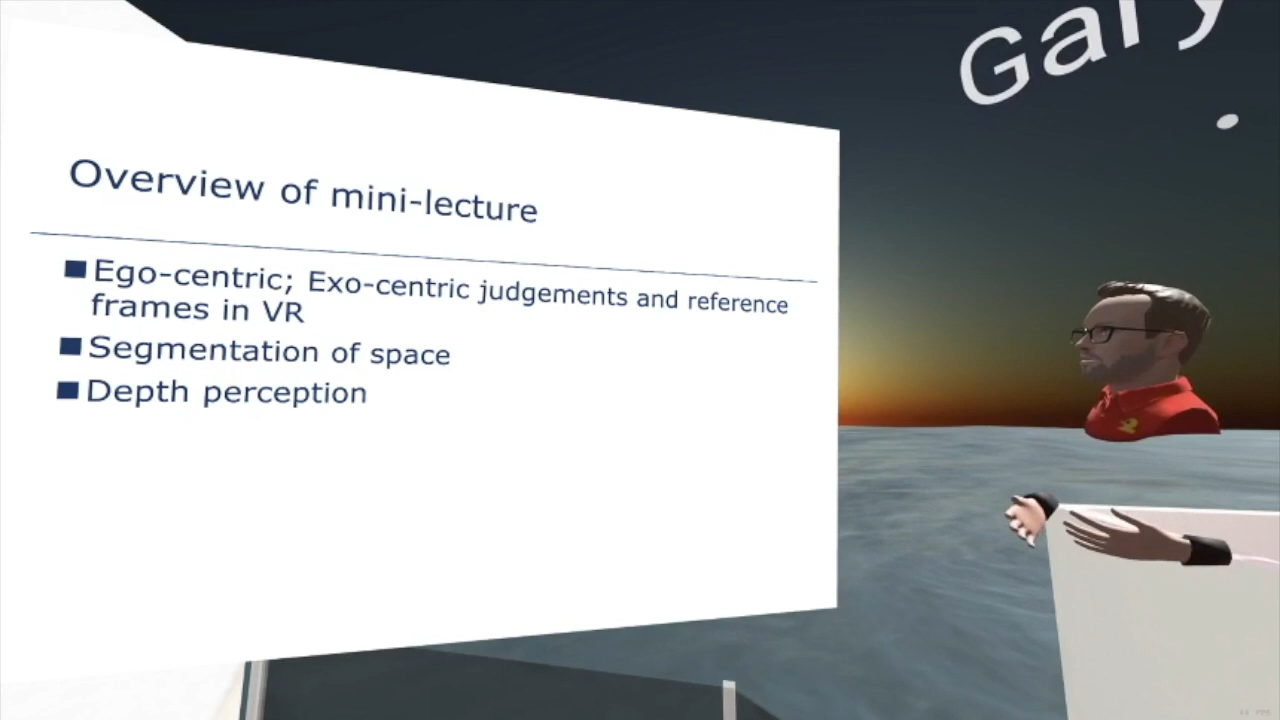 Gary
Overview of mini-lecture
Ego-centric; Exo-centric judgements and reference
frames in VR
Segmentation of space
Depth perception